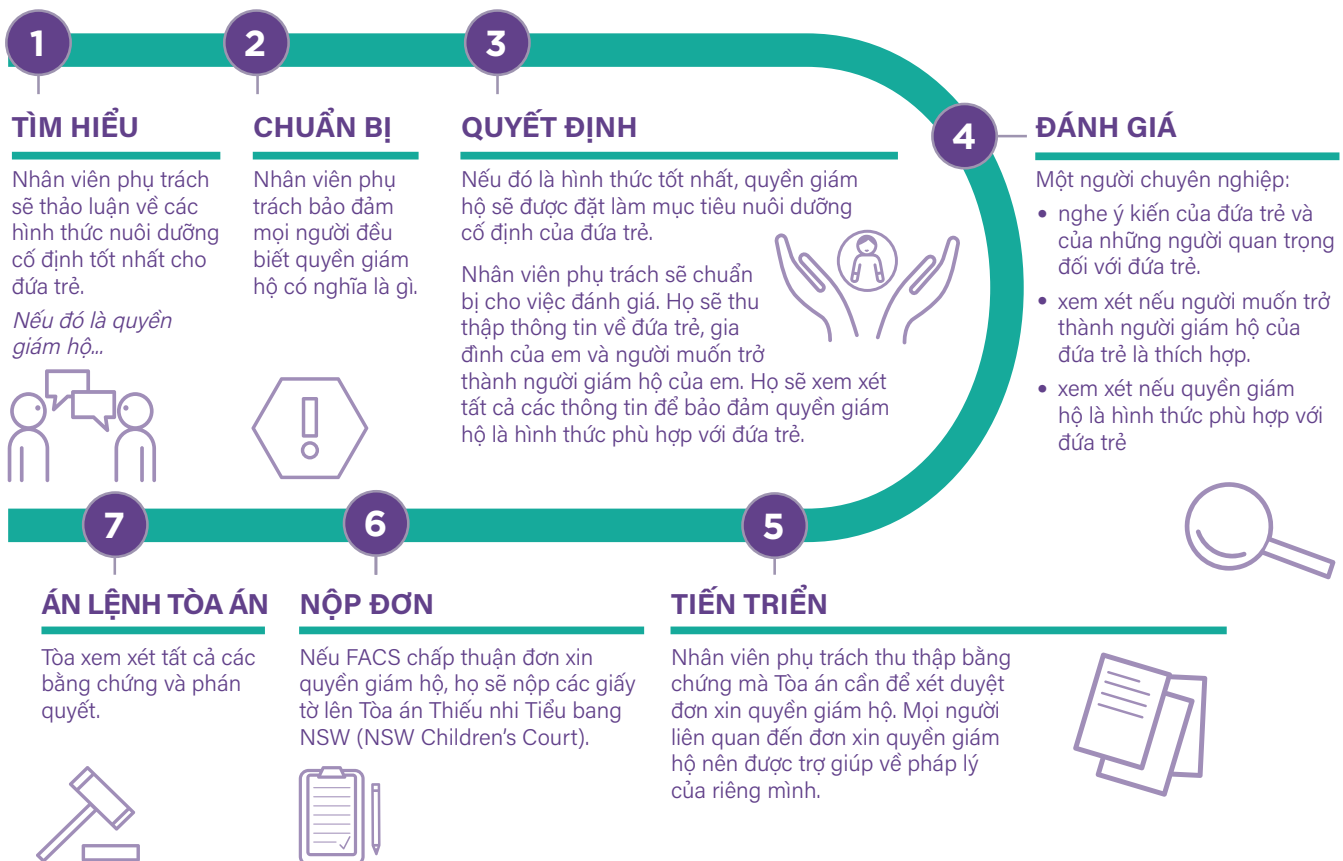 1
TÌM HIỂU
Nhân viên phụ trách
sẽ thảo luận về các
hình thức nuôi dưỡng
cố định tốt nhất cho
đứa trẻ.
Nếu đó là quyền
giám hộ...
2
CHUẨN BỊ
Nhân viên phụ
trách bảo đảm
mọi người đều
biết quyền giám
hộ có nghĩa là gì.
3
QUYẾT ĐỊNH
Nếu đó là hình thức tốt nhất, quyền giám
hộ sẽ được đặt làm mục tiêu nuôi dưỡng
cố định của đứa trẻ.
Nhân viên phụ trách sẽ chuẩn
bị cho việc đánh giá. Họ sẽ thu
thập thông tin về đứa trẻ, gia
đình của em và người muốn trở
thành người giám hộ của em. Họ sẽ xem xét
tất cả các thông tin để bảo đảm quyền giám
hộ là hình thức phù hợp với đứa trẻ.
4
ĐÁNH GIÁ
Một người chuyên nghiệp:
• nghe ý kiến của đứa trẻ và
của những người quan trọng
đối với đứa trẻ.
• xem xét nếu người muốn trở
thành người giám hộ của
đứa trẻ là thích hợp.
• xem xét nếu quyền giám
hộ là hình thức phù hợp với
đứa trẻ
5
TIẾN TRIỂN
Nhân viên phụ trách thu thập bằng
chứng mà Tòa án cần để xét duyệt
đơn xin quyền giám hộ. Mọi người
liên quan đến đơn xin quyền giám
hộ nên được trợ giúp về pháp lý
của riêng mình.
6
NỘP ĐƠN
Nếu FACS chấp thuận đơn xin
quyền giám hộ, họ sẽ nộp các giấy
tờ lên Tòa án Thiếu nhi Tiểu bang
NSW (NSW Children's Court).
7
ÁN LỆNH TÒA ÁN
Tòa xem xét tất cả các
bằng chứng và phán
quyết.